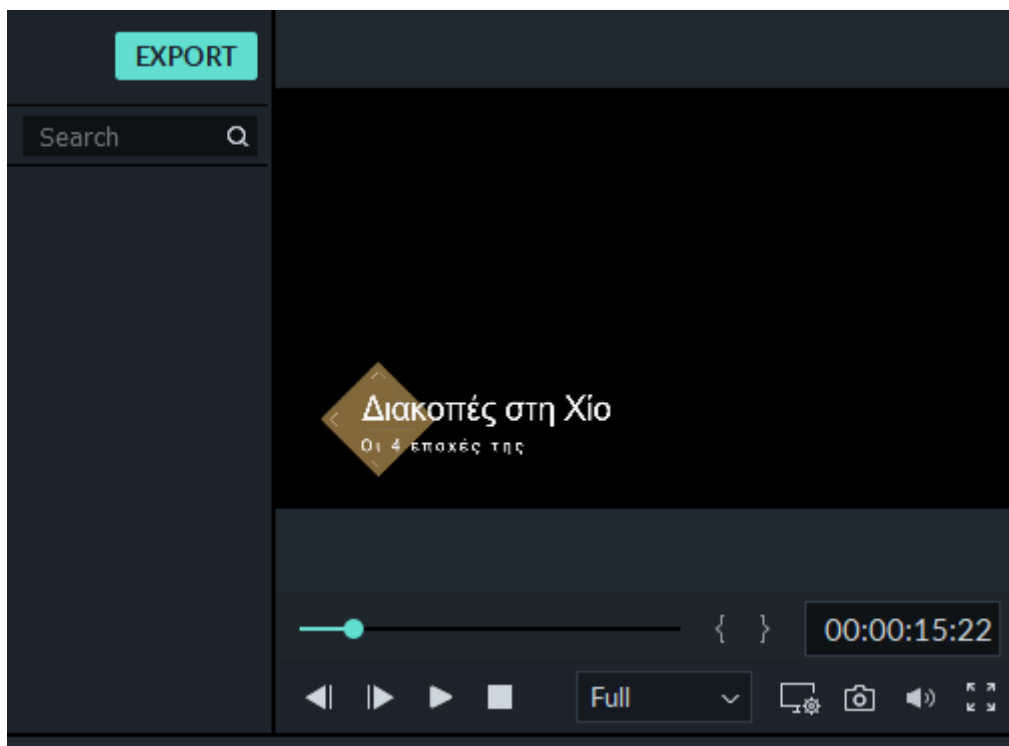 EXPORT
Search
Διακοπές στη Χίο
Οι 4 εποχές της
{ } 00:00:15:22
Full